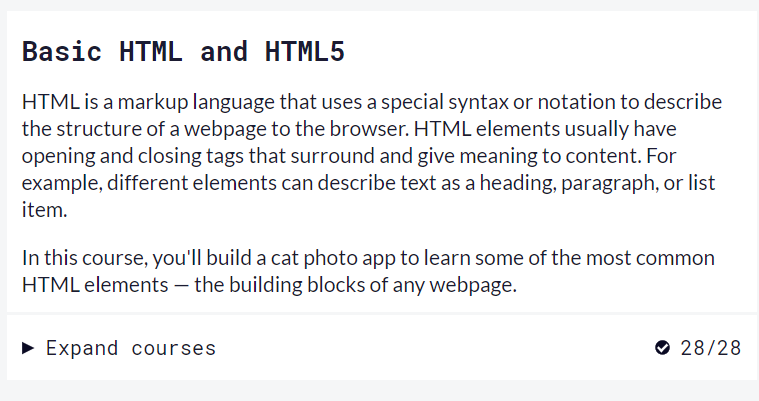 Basic HTML and HTML5
HTML is a markup language that uses a special syntax or notation to describe
the structure of a webpage to the browser. HTML elements usually have
opening and closing tags that surround and give meaning to content. For
example, different elements can describe text as a heading, paragraph, or list
item.
In this course, you'll build a cat photo app to learn some of the most common
HTML elements — the building blocks of any webpage.
Expand courses 28/28